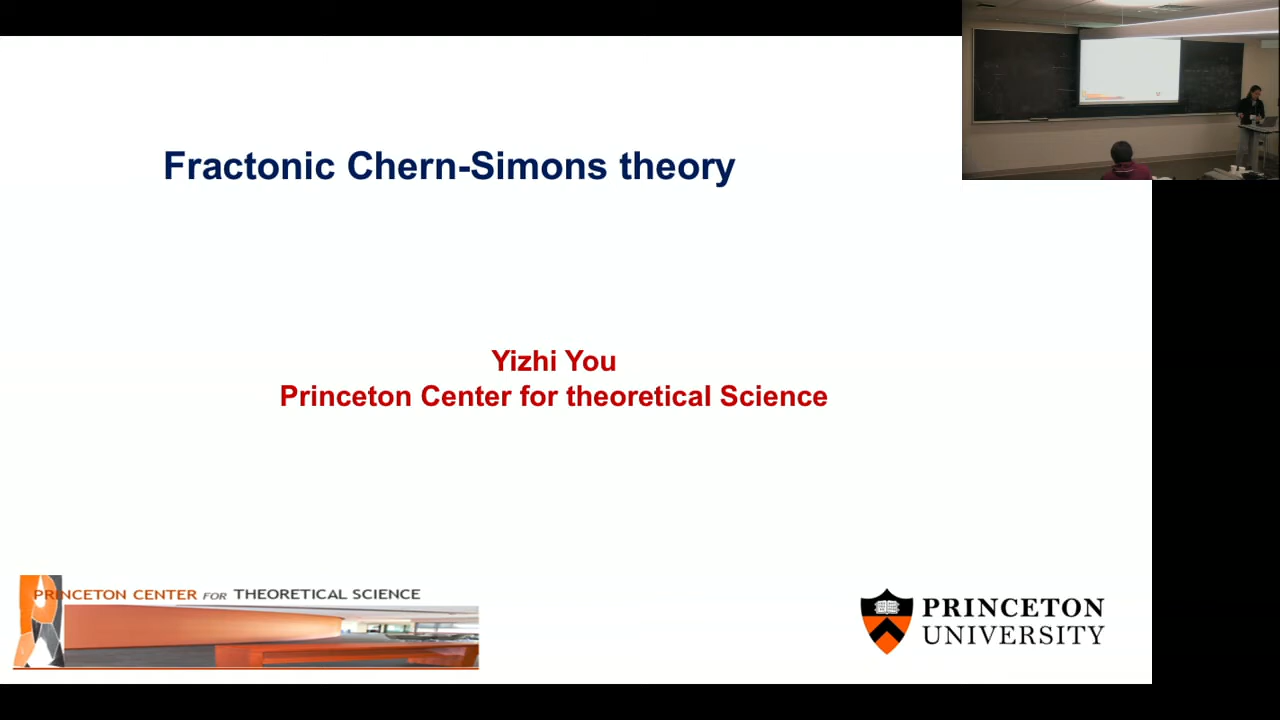 Fractonic Chern-Simons theory
Yizhi You
Princeton Center for theoretical Science
PRINCETON CENTER FOR THEORETICAL SCIENCE
PRINCETON
UNIVERSITY